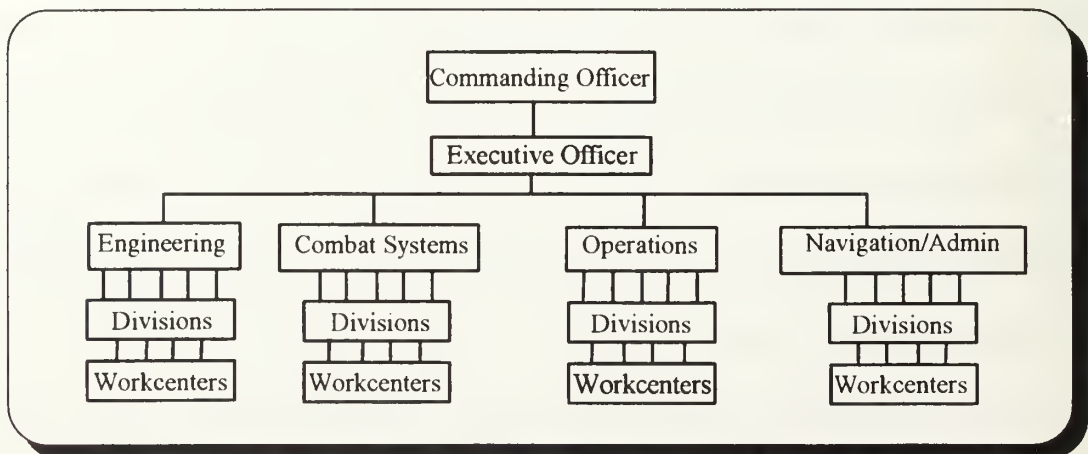 Commanding Officer
Executive Officer
Engineering
Combat Systems
Operations
Navigation/Admin
Divisions
Divisions
Divisions
Divisions
Workcenters
Workcenters
Workcenters
Workcenters